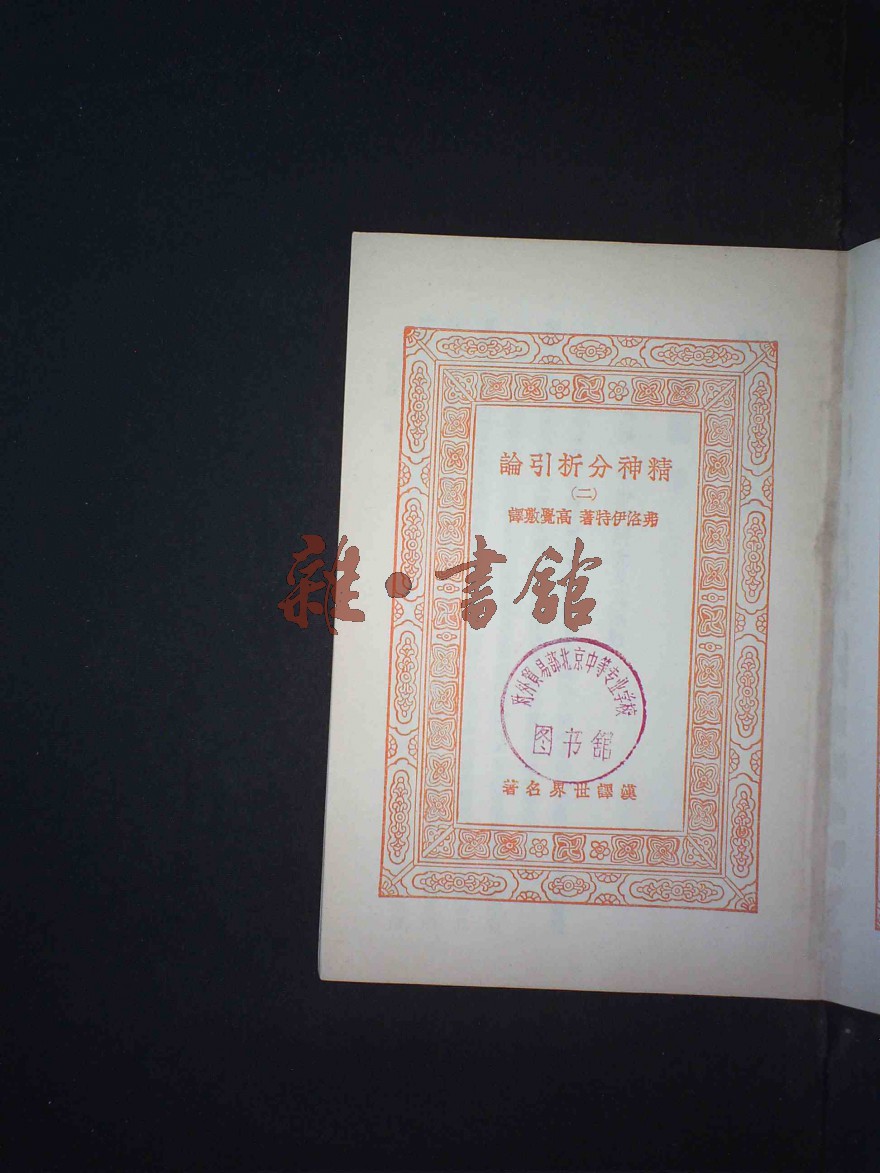 精神分析引論
(二)
弗洛伊特著 高覺敷譯
雜·書館
对外貿易部北京中等专业学校
图书舘
漢譯世界名著